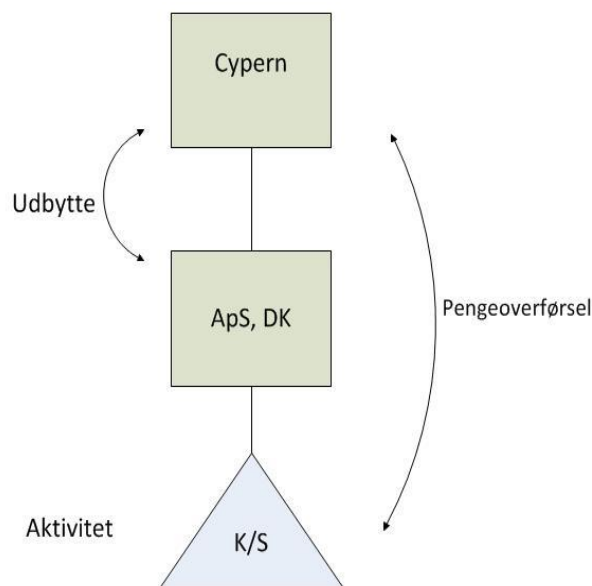 Cypern
Udbytte
ApS, DK
Pengeoverførsel
Aktivitet
K/S